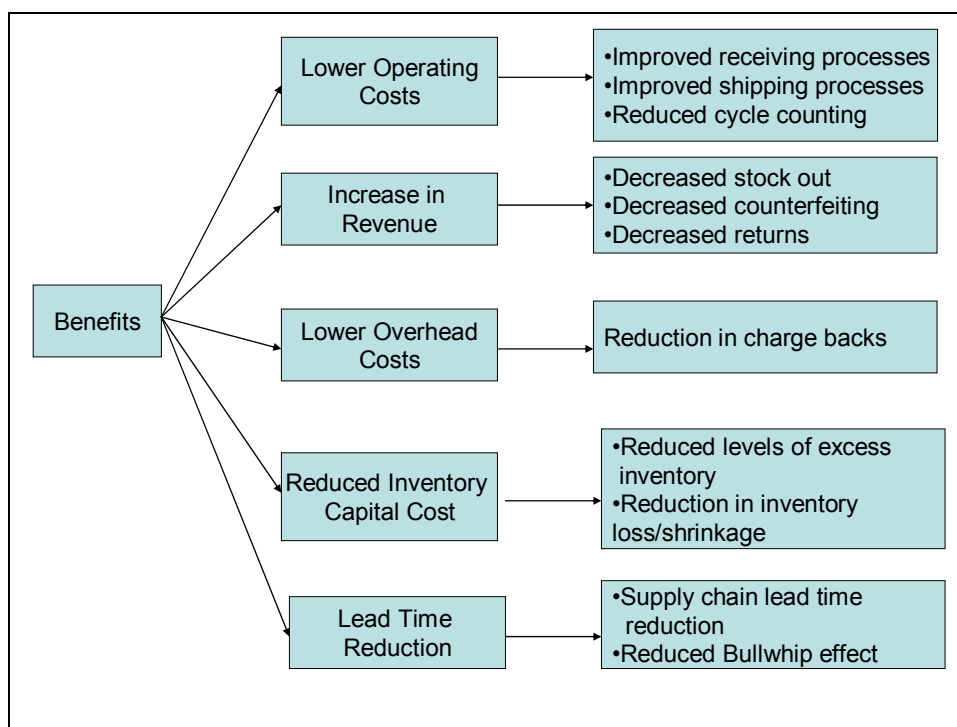 Benefits
Lower Operating
Costs
•Improved receiving processes
•Improved shipping processes
•Reduced cycle counting
Increase in
Revenue
•Decreased stock out
•Decreased counterfeiting
•Decreased returns
Lower Overhead
Costs
Reduction in charge backs
Reduced Inventory
Capital Cost
•Reduced levels of excess
inventory
•Reduction in inventory
loss/shrinkage
Lead Time
Reduction
•Supply chain lead time
reduction
•Reduced Bullwhip effect